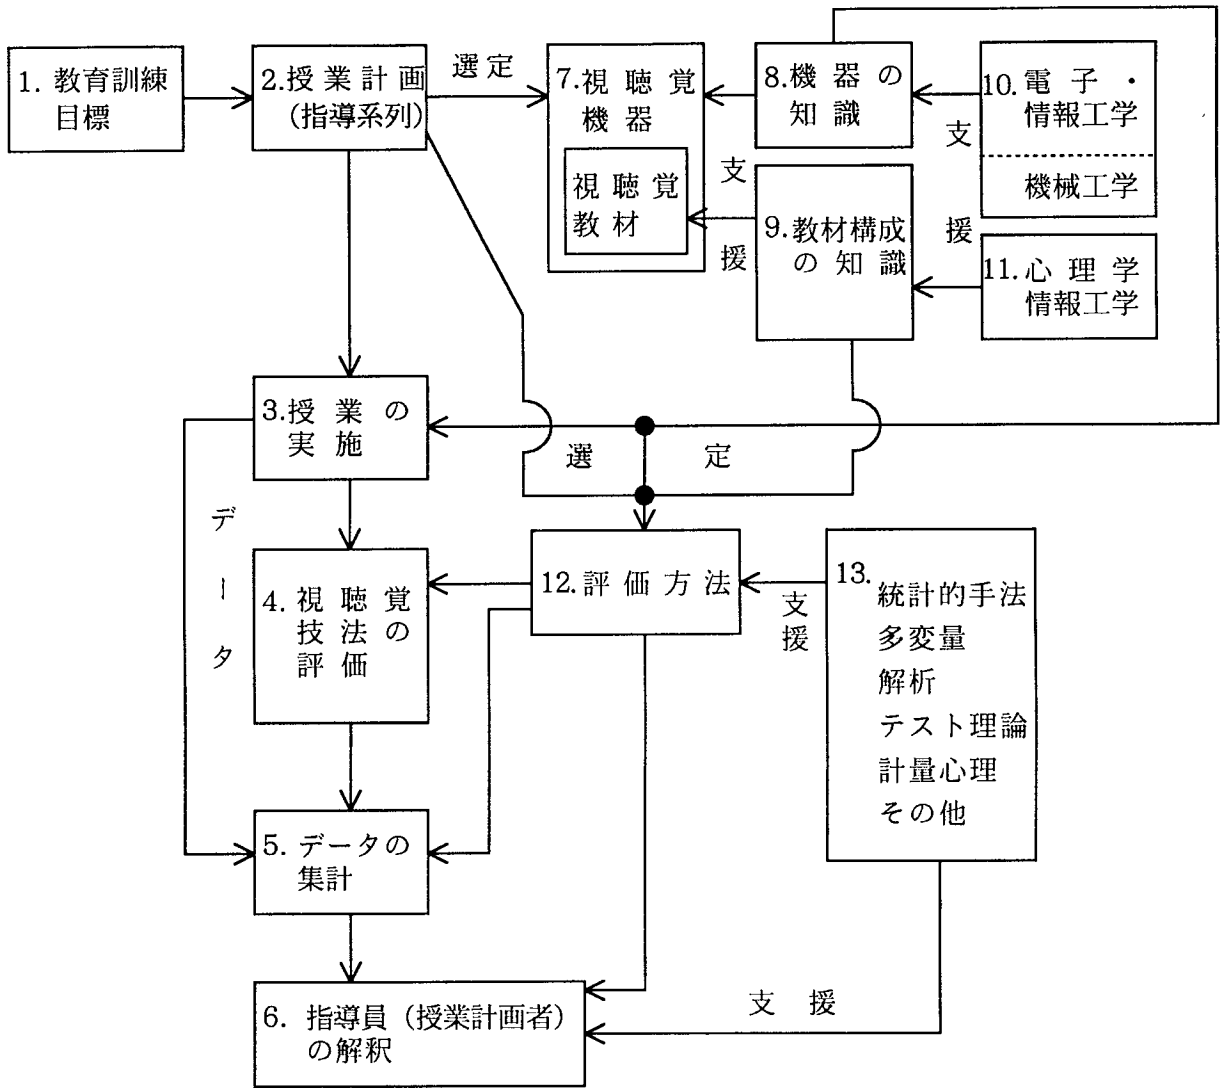 1. 教育訓練
目標
2. 授業計画
(指導系列)
選定
7. 視聴覚
機器
視聴覚
教材
8. 機器の
知識
支
援
9. 教材構成
の知識
10. 電子・
情報工学
機械工学
支
援
11. 心理学
情報工学
3. 授業の
実施
選定
データ
4. 視聴覚
技法の
評価
12. 評価方法
支
援
13.
統計的手法
多変量
解析
テスト理論
計量心理
その他
5. データの
集計
6. 指導員（授業計画者）
の解釈
支援